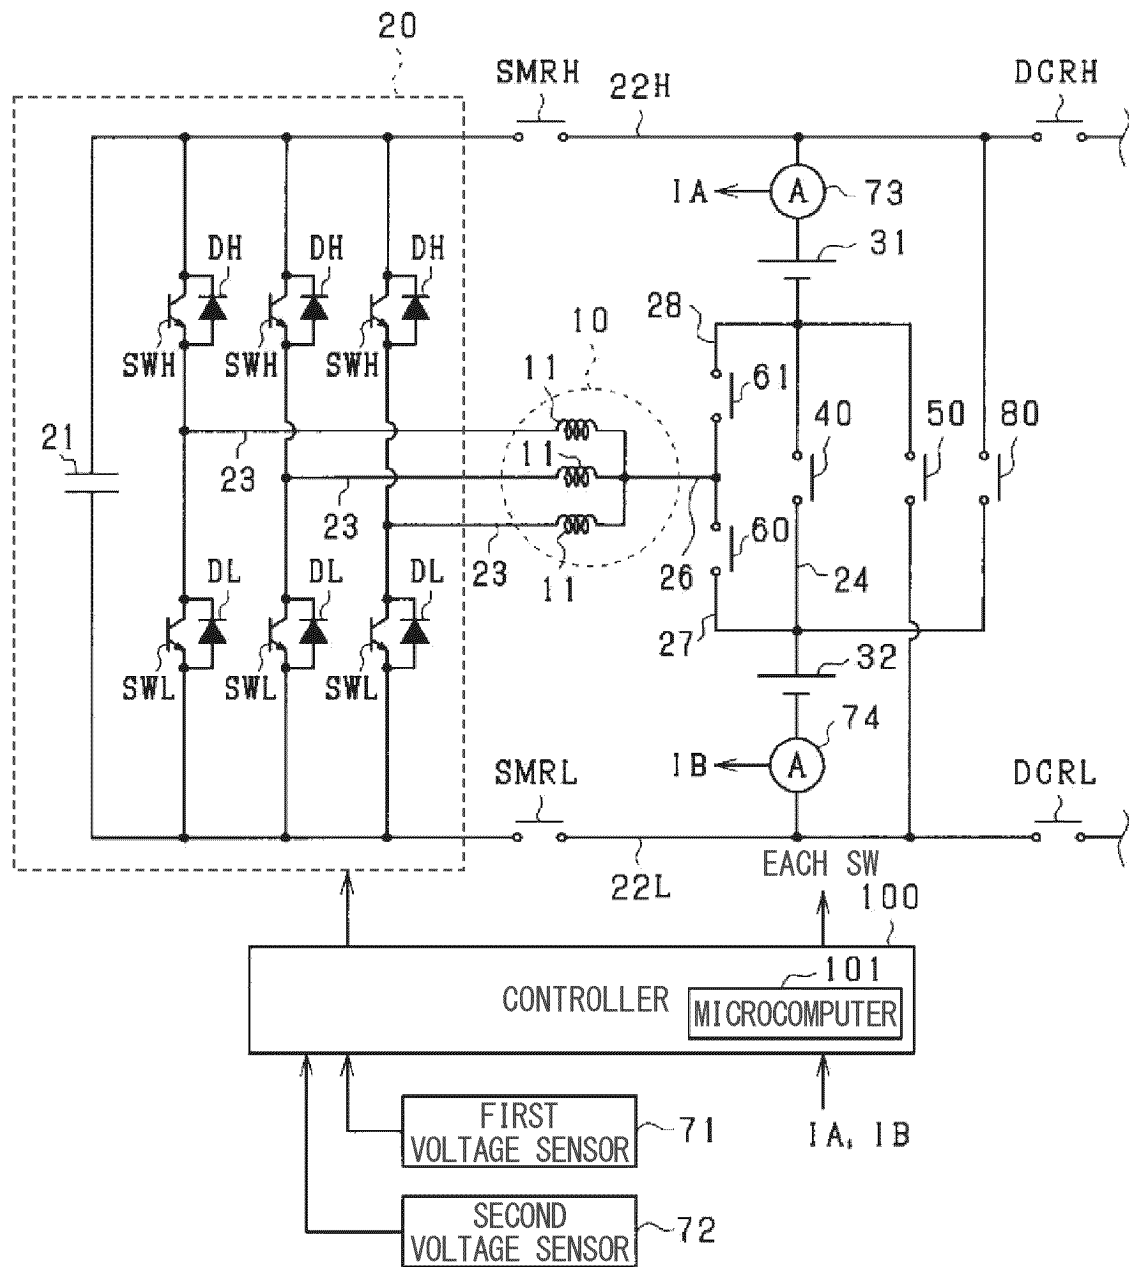 20
SMRH
22H
DCRH
IA
A
73
31
DH
DH
DH
28
10
SWH
SWH
SWH
11
61
40
50
80
21
11
23
23
60
23
11
26
24
DL
DL
DL
27
32
SWL
SWL
SWL
74
IB
A
SMRL
DCRL
22L
EACH SW
100
101
CONTROLLER
MICROCOMPUTER
FIRST
VOLTAGE SENSOR
71
IA, IB
SECOND
VOLTAGE SENSOR
72